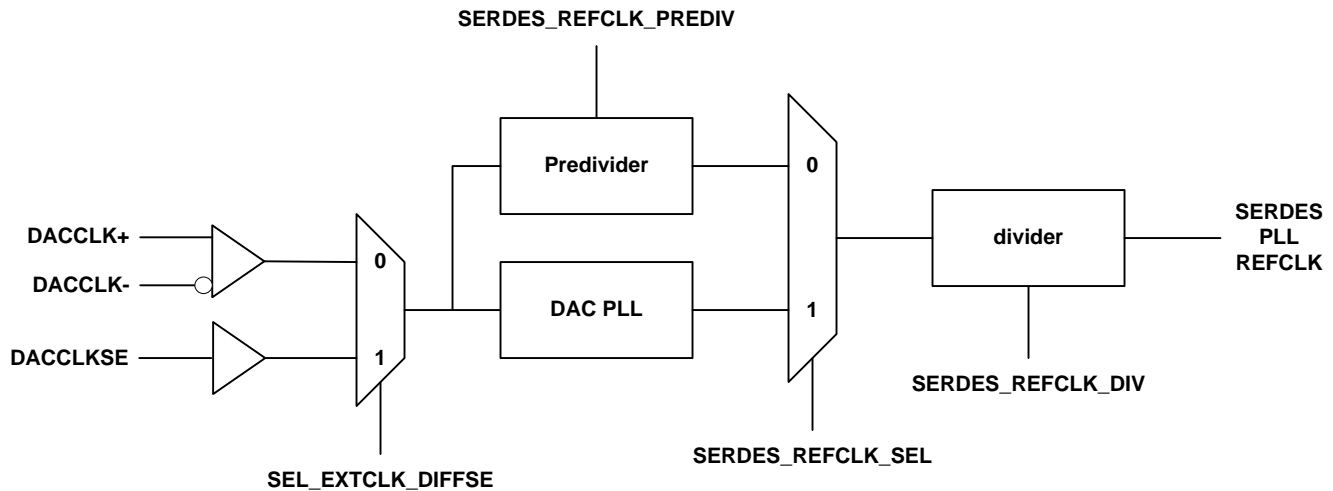 SERDES_REFCLK_PREDIV
Predivider
0
DACCLK+
DACCLK-
0
DACCLKSE
1
SEL_EXTCLK_DIFFSE
DAC PLL
1
SERDES_REFCLK_SEL
divider
SERDES_REFCLK_DIV
SERDES
PLL
REFCLK